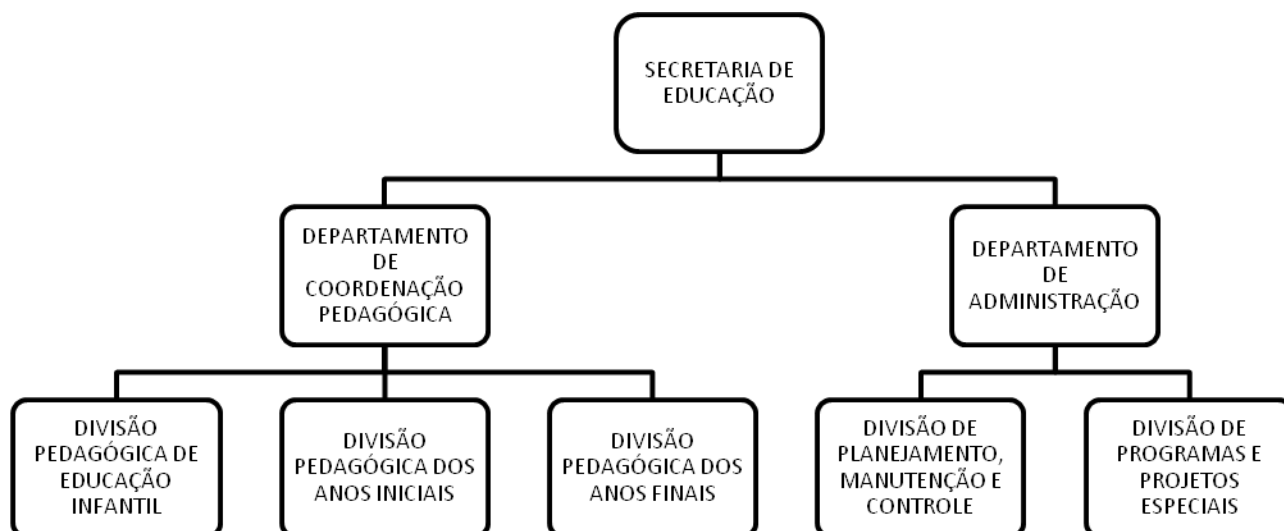 SECRETARIA DE
EDUCAÇÃO
DEPARTAMENTO
DE
COORDENAÇÃO
PEDAGÓGICA
DEPARTAMENTO
DE
ADMINISTRAÇÃO
DIVISÃO
PEDAGÓGICA DE
EDUCAÇÃO
INFANTIL
DIVISÃO
PEDAGÓGICA DOS
ANOS INICIAIS
DIVISÃO
PEDAGÓGICA DOS
ANOS FINAIS
DIVISÃO DE
PLANEJAMENTO,
MANUTENÇÃO E
CONTROLE
DIVISÃO DE
PROGRAMAS E
PROJETOS
ESPECIAIS